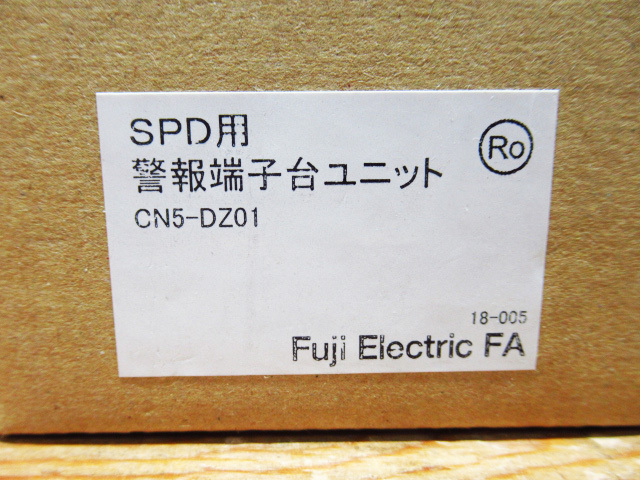 SPD用
Ro
警報端子台ユニット
CN5-DZ01
18-005
Fuji Electric FA